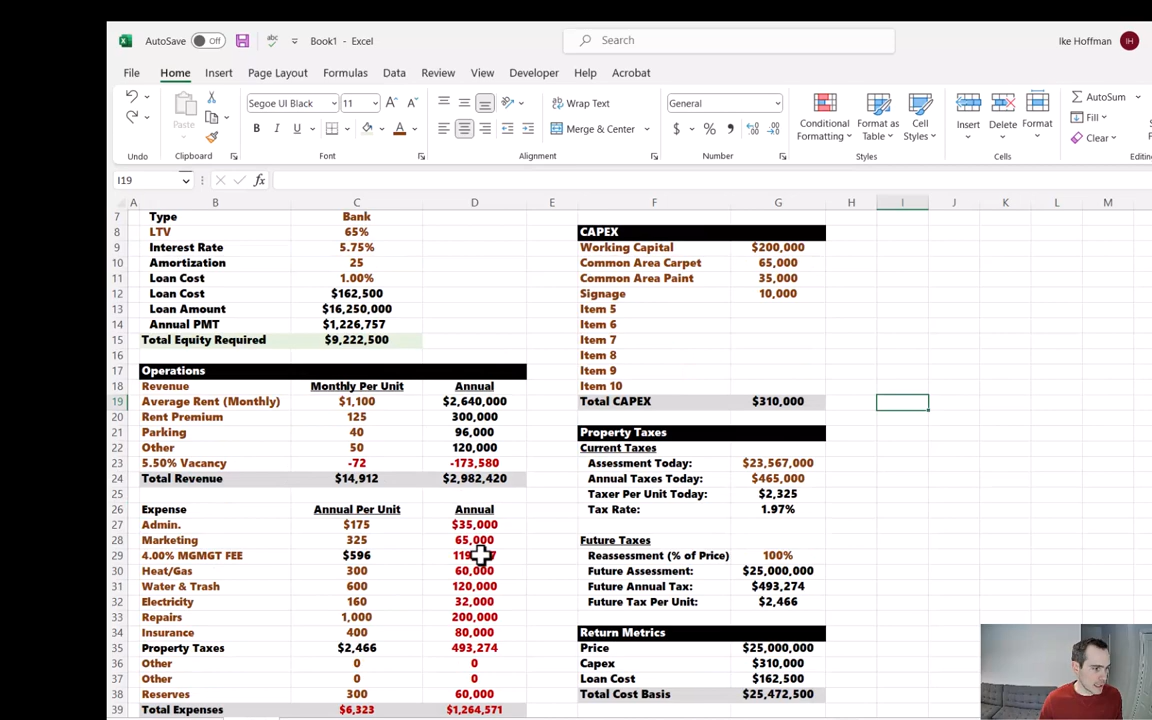 AutoSave Off Book1 - Excel Search Ike Hoffman IH
File Home Insert Page Layout Formulas Data Review View Developer Help Acrobat
Segoe UI Black 11 Wrap Text General AutoSum
Paste B I U Merge & Center $ % Conditional Formatting Format as Table Cell Styles Insert Delete Format Fill Clear
Undo Clipboard Font Alignment Number Styles Cells
I19 fx
A B C D E F G H I J K L M
7 Type Bank
8 LTV 65% CAPEX
9 Interest Rate 5.75% Working Capital $200,000
10 Amortization 25 Common Area Carpet 65,000
11 Loan Cost 1.00% Common Area Paint 35,000
12 Loan Cost $162,500 Signage 10,000
13 Loan Amount $16,250,000 Item 5
14 Annual PMT $1,226,757 Item 6
15 Total Equity Required $9,222,500 Item 7
16 Item 8
17 Operations Item 9
18 Revenue Monthly Per Unit Annual Item 10
19 Average Rent (Monthly) $1,100 $2,640,000 Total CAPEX $310,000
20 Rent Premium 125 300,000
21 Parking 40 96,000 Property Taxes
22 Other 50 120,000 Current Taxes
23 5.50% Vacancy -72 -173,580 Assessment Today: $23,567,000
24 Total Revenue $14,912 $2,982,420 Annual Taxes Today: $465,000
25 Taxer Per Unit Today: $2,325
26 Expense Annual Per Unit Annual Tax Rate: 1.97%
27 Admin. $175 $35,000
28 Marketing 325 65,000 Future Taxes
29 4.00% MGMGT FEE $596 Reassessment (% of Price) 100%
30 Heat/Gas 300 60,000 Future Assessment: $25,000,000
31 Water & Trash 600 120,000 Future Annual Tax: $493,274
32 Electricity 160 32,000 Future Tax Per Unit: $2,466
33 Repairs 1,000 200,000
34 Insurance 400 80,000 Return Metrics
35 Property Taxes $2,466 493,274 Price $25,000,000
36 Other 0 0 Capex $310,000
37 Other 0 0 Loan Cost $162,500
38 Reserves 300 60,000 Total Cost Basis $25,472,500
39 Total Expenses $6,323 $1,264,571